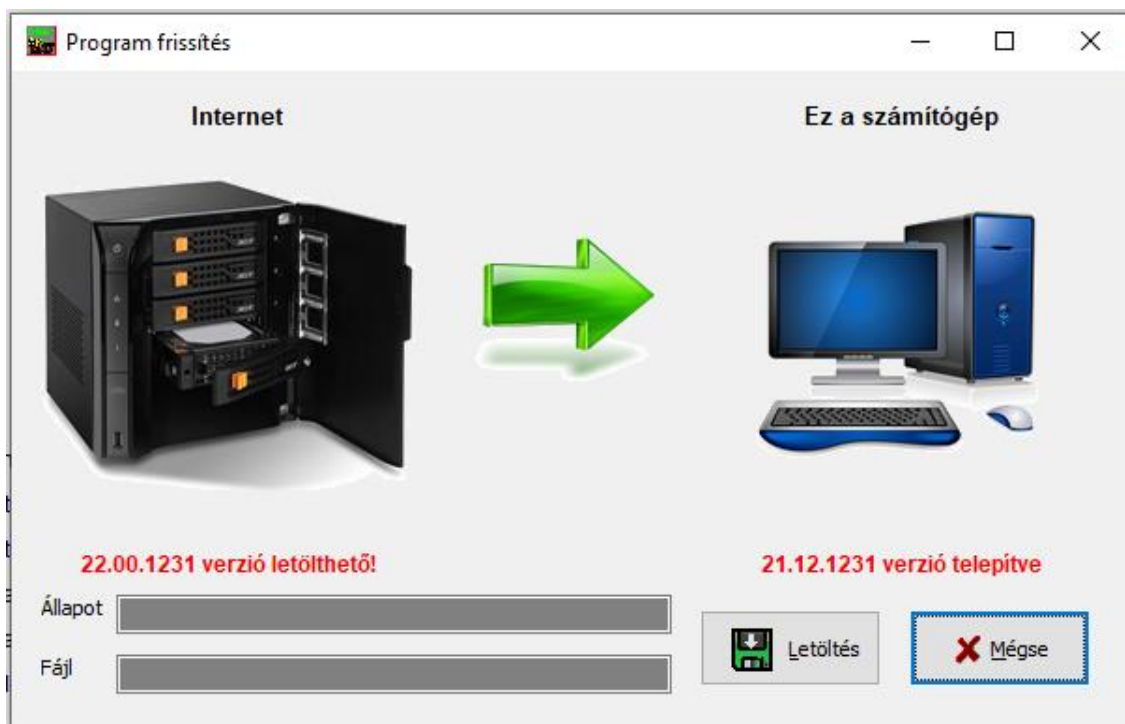 Program frissítés
Internet
Ez a számítógép
22.00.1231 verzió letölthető!
21.12.1231 verzió telepítve
Állapot
Fájl
Letöltés
Mégse